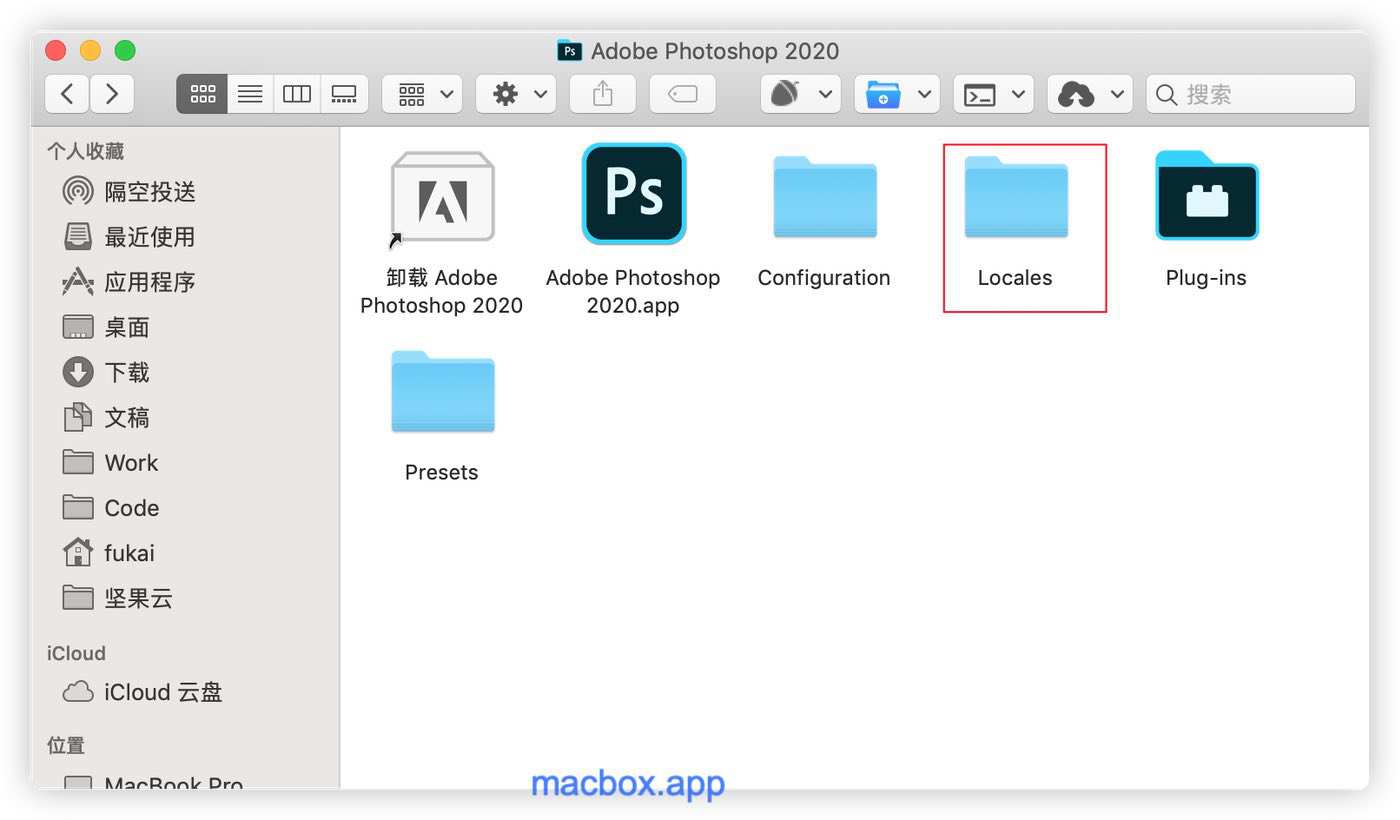 Ps Adobe Photoshop 2020
搜索
个人收藏
隔空投送
最近使用
应用程序
桌面
下载
文稿
Work
Code
fukai
坚果云
iCloud
iCloud 云盘
位置
MacBook Pro
卸载 Adobe
Photoshop 2020
Ps
Adobe Photoshop
2020.app
Configuration
Locales
Plug-ins
Presets
macbox.app